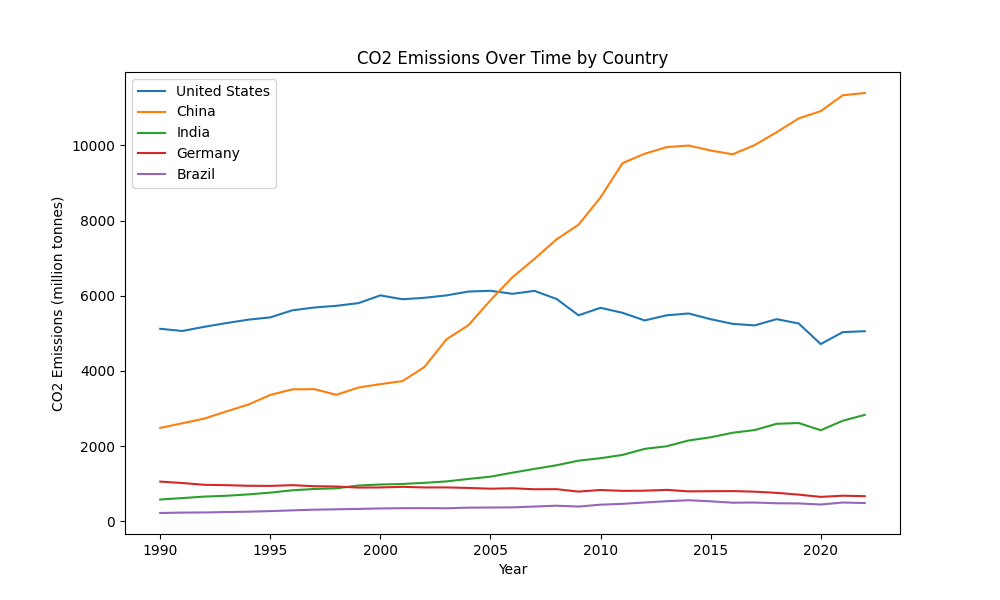 CO2 Emissions Over Time by Country
United States
China
India
Germany
Brazil
CO2 Emissions (million tonnes)
10000
8000
6000
4000
2000
0
1990 1995 2000 2005 2010 2015 2020
Year